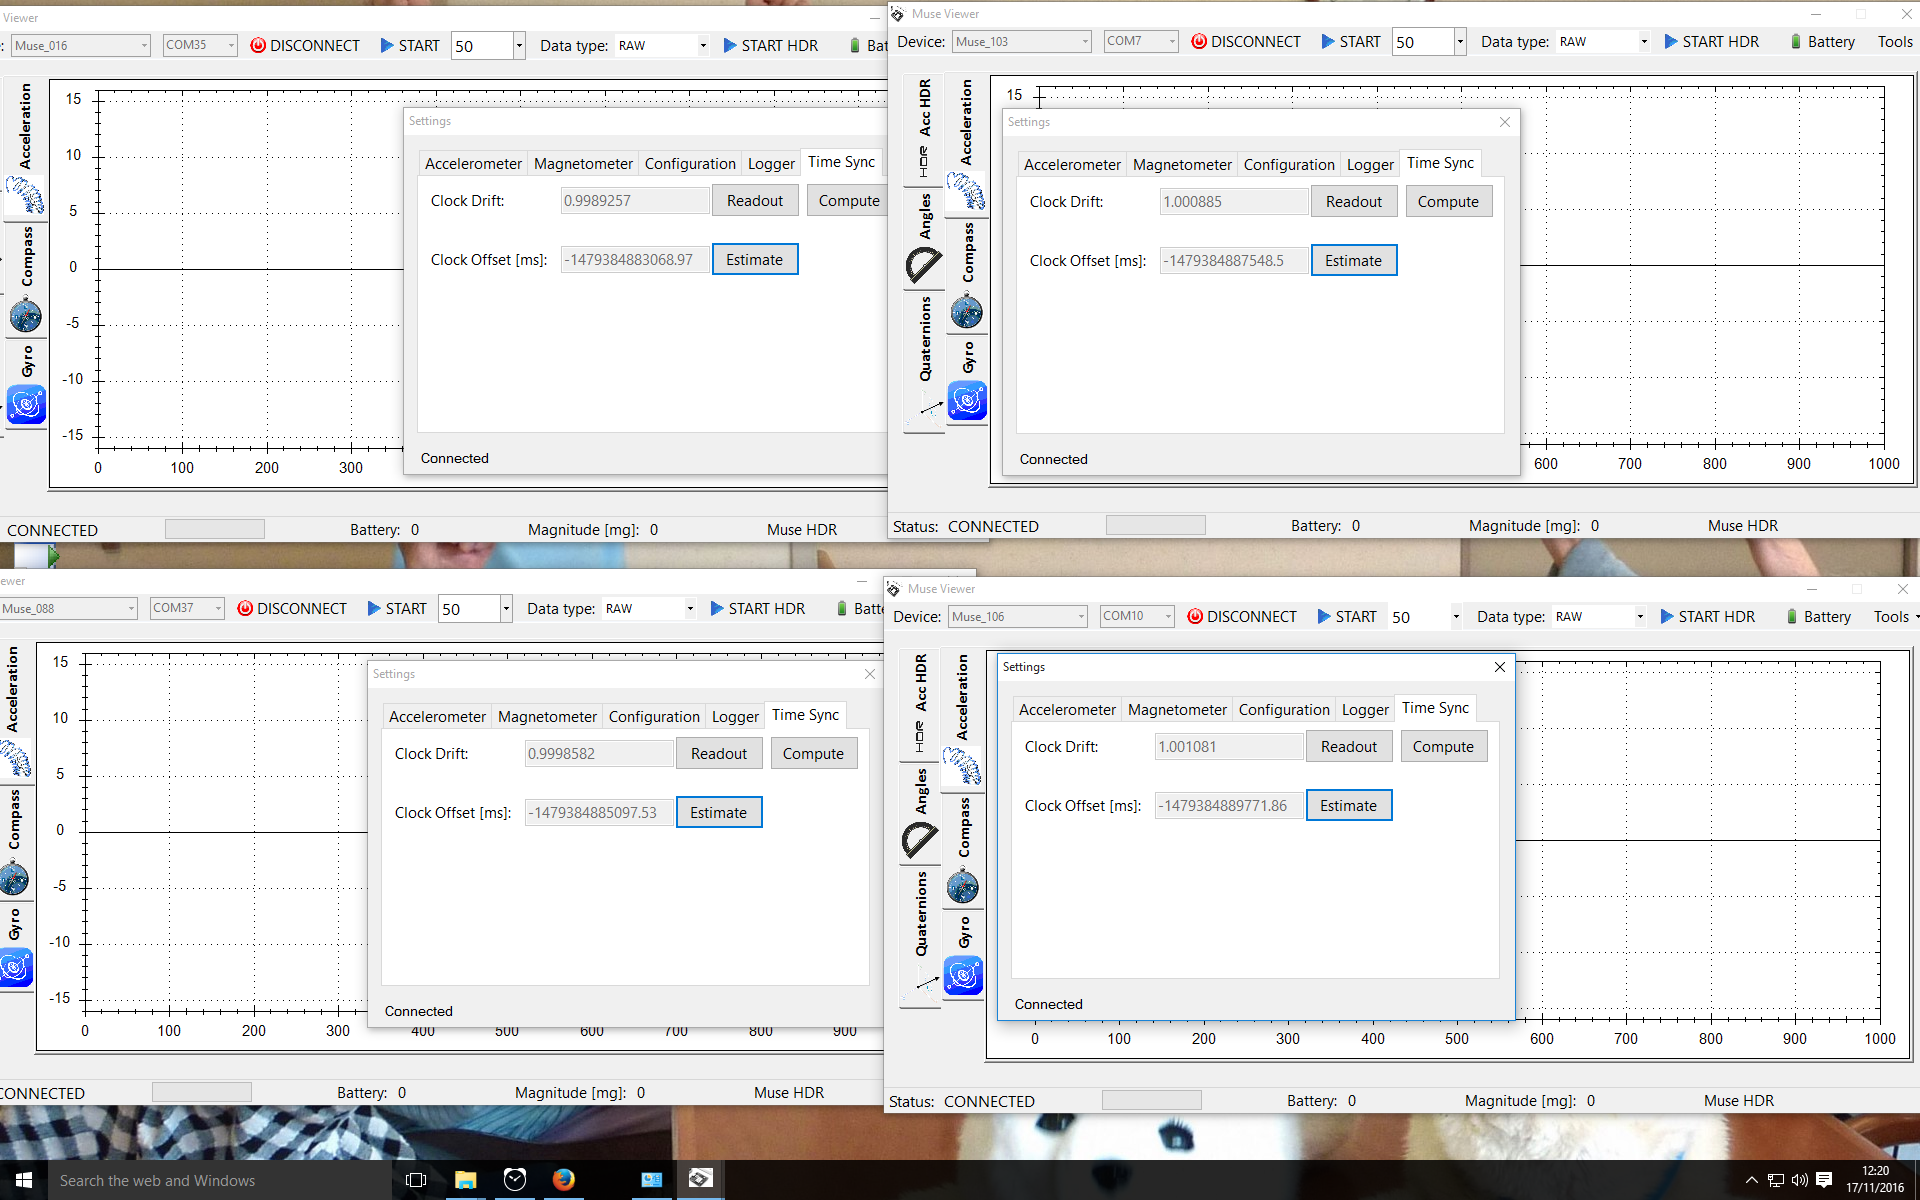 Viewer
: Muse_016 COM35 DISCONNECT START 50 Data type: RAW START HDR Bat
Acceleration
Compass
Gyro
15
10
5
0
-5
-10
-15
0 100 200 300
Settings
Accelerometer Magnetometer Configuration Logger Time Sync
Clock Drift: 0.9989257 Readout Compute
Clock Offset [ms]: -1479384883068.97 Estimate
Connected
CONNECTED Battery: 0 Magnitude [mg]: 0 Muse HDR
Muse Viewer
Device: Muse_103 COM7 DISCONNECT START 50 Data type: RAW START HDR Battery Tools
HDR Acc HDR
Angles
Quaternions
Acceleration
Compass
Gyro
15
Settings
Accelerometer Magnetometer Configuration Logger Time Sync
Clock Drift: 1.000885 Readout Compute
Clock Offset [ms]: -1479384887548.5 Estimate
Connected
600 700 800 900 1000
Status: CONNECTED Battery: 0 Magnitude [mg]: 0 Muse HDR
ewer
Muse_088 COM37 DISCONNECT START 50 Data type: RAW START HDR Batte
Acceleration
Compass
Gyro
15
10
5
0
-5
-10
-15
0 100 200 300 400 500 600 700 800 900
Settings
Accelerometer Magnetometer Configuration Logger Time Sync
Clock Drift: 0.9998582 Readout Compute
Clock Offset [ms]: -1479384885097.53 Estimate
Connected
CONNECTED Battery: 0 Magnitude [mg]: 0 Muse HDR
Muse Viewer
Device: Muse_106 COM10 DISCONNECT START 50 Data type: RAW START HDR Battery Tools
HDR Acc HDR
Angles
Quaternions
Acceleration
Compass
Gyro
Settings
Accelerometer Magnetometer Configuration Logger Time Sync
Clock Drift: 1.001081 Readout Compute
Clock Offset [ms]: -1479384889771.86 Estimate
Connected
0 100 200 300 400 500 600 700 800 900 1000
Status: CONNECTED Battery: 0 Magnitude [mg]: 0 Muse HDR
Search the web and Windows
12:20
17/11/2016